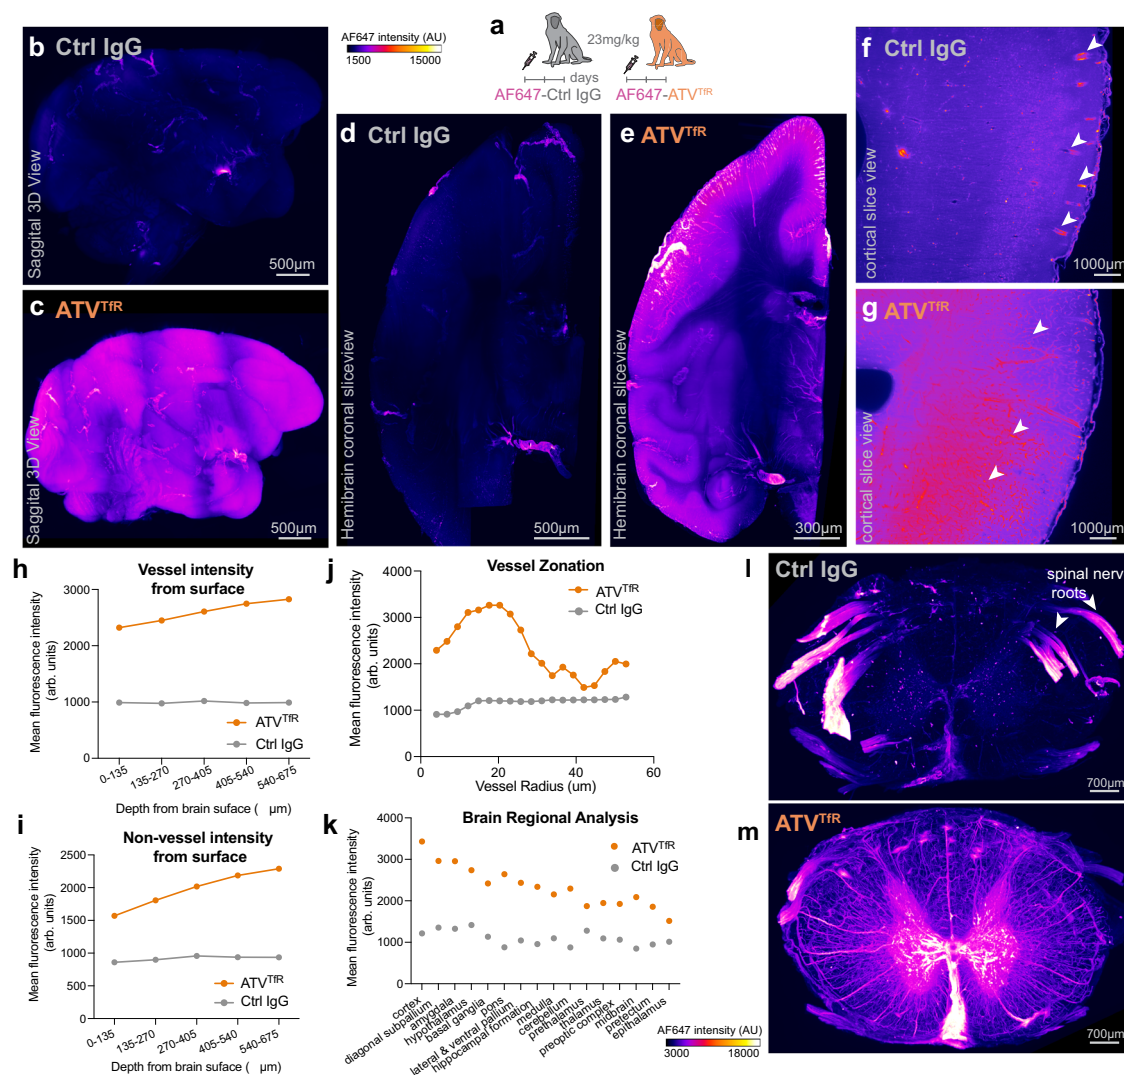 a
23mg/kg
days
AF647-Ctrl IgG
AF647-ATVTfR
b Ctrl IgG
AF647 intensity (AU)
1500 15000
Saggital 3D View
500µm
c ATVTfR
Saggital 3D View
500µm
d Ctrl IgG
Hemibrain coronal sliceview
500µm
e ATVTfR
Hemibrain coronal sliceview
300µm
f Ctrl IgG
cortical slice view
1000µm
g ATVTfR
cortical slice view
1000µm
h
Vessel intensity
from surface
Mean flurorescence intensity
(arb. units)
3000
2000
1000
0
ATVTfR
Ctrl IgG
0-135
135-270
270-405
405-540
540-675
Depth from brain suface ( µm)
i
Non-vessel intensity
from surface
Mean flurorescence intensity
(arb. units)
2500
2000
1500
1000
500
0
ATVTfR
Ctrl IgG
0-135
135-270
270-405
405-540
540-675
Depth from brain suface ( µm)
j
Vessel Zonation
Mean flurorescence intensity
(arb. units)
4000
3000
2000
1000
0
ATVTfR
Ctrl IgG
0 20 40 60
Vessel Radius (um)
k
Brain Regional Analysis
Mean flurorescence intensity
(arb. units)
4000
3000
2000
1000
0
ATVTfR
Ctrl IgG
cortex
diagonal subpallium
amygdala
hypothalamus
basal ganglia
pons
lateral & ventral pallium
hippocampal formation
medulla
cerebellum
prethalamus
thalamus
preoptic complex
midbrain
pretectum
epithalamus
AF647 intensity (AU)
3000 18000
l
Ctrl IgG
spinal nerv
roots
700µm
m ATVTfR
700µm